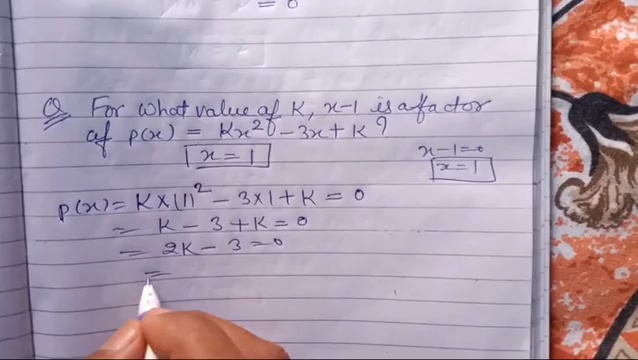 = 0
Q. For what value of K, x-1 is a factor
of p(x) = Kx² - 3x + K?
x = 1
x - 1 = 0
x = 1
p(x) = K × (1)² - 3×1 + K = 0
= K - 3 + K = 0
= 2K - 3 = 0
=